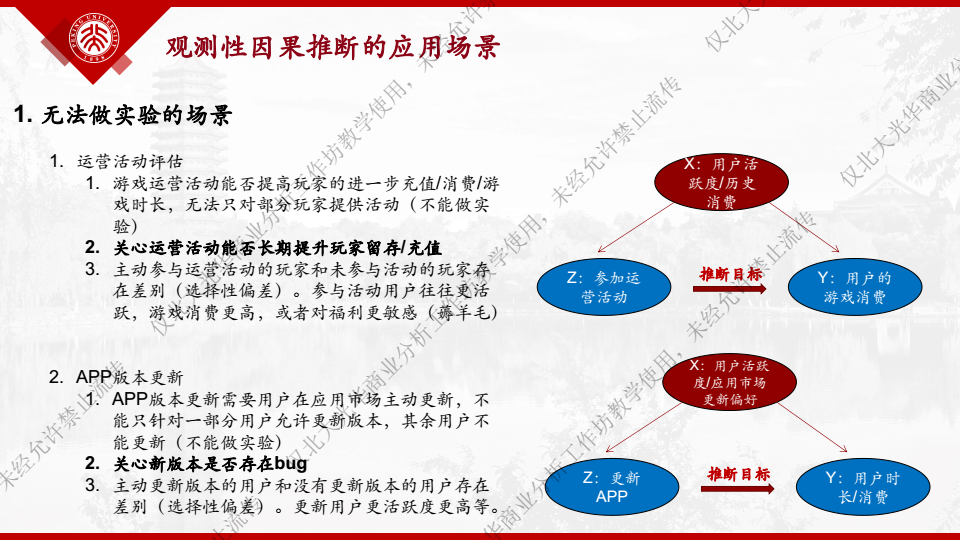 PEKING UNIVERSITY
1898
观测性因果推断的应用场景
1. 无法做实验的场景
1. 运营活动评估
1. 游戏运营活动能否提高玩家的进一步充值/消费/游
戏时长，无法只对部分玩家提供活动（不能做实
验）
2. 关心运营活动能否长期提升玩家留存/充值
3. 主动参与运营活动的玩家和未参与活动的玩家存
在差别（选择性偏差）。参与活动用户往往更活
跃，游戏消费更高，或者对福利更敏感（薅羊毛）
X：用户活
跃度/历史
消费
Z：参加运
营活动
推断目标
Y：用户的
游戏消费
2. APP版本更新
1. APP版本更新需要用户在应用市场主动更新，不
能只针对一部分用户允许更新版本，其余用户不
能更新（不能做实验）
2. 关心新版本是否存在bug
3. 主动更新版本的用户和没有更新版本的用户存在
差别（选择性偏差）。更新用户更活跃度更高等。
X：用户活跃
度/应用市场
更新偏好
Z：更新
APP
推断目标
Y：用户时
长/消费
仅北大光华商业分析工作坊教学使用，未经允许禁止流传